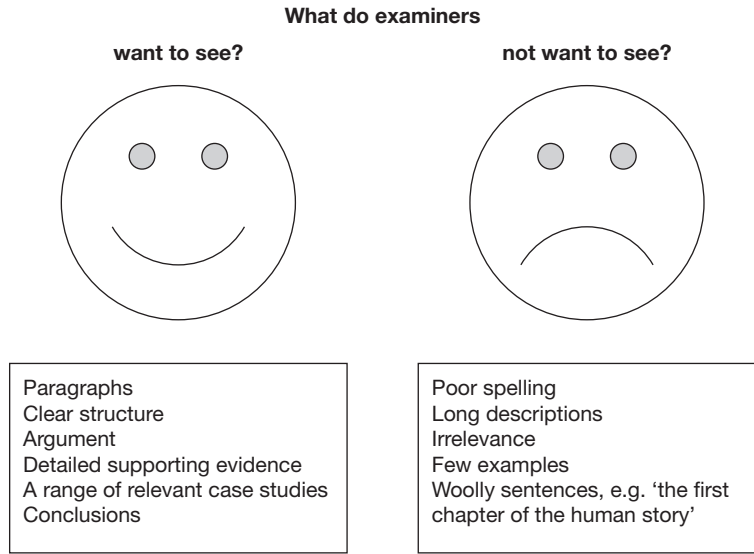 What do examiners
want to see?
not want to see?
Paragraphs
Clear structure
Argument
Detailed supporting evidence
A range of relevant case studies
Conclusions
Poor spelling
Long descriptions
Irrelevance
Few examples
Woolly sentences, e.g. ‘the first
chapter of the human story’